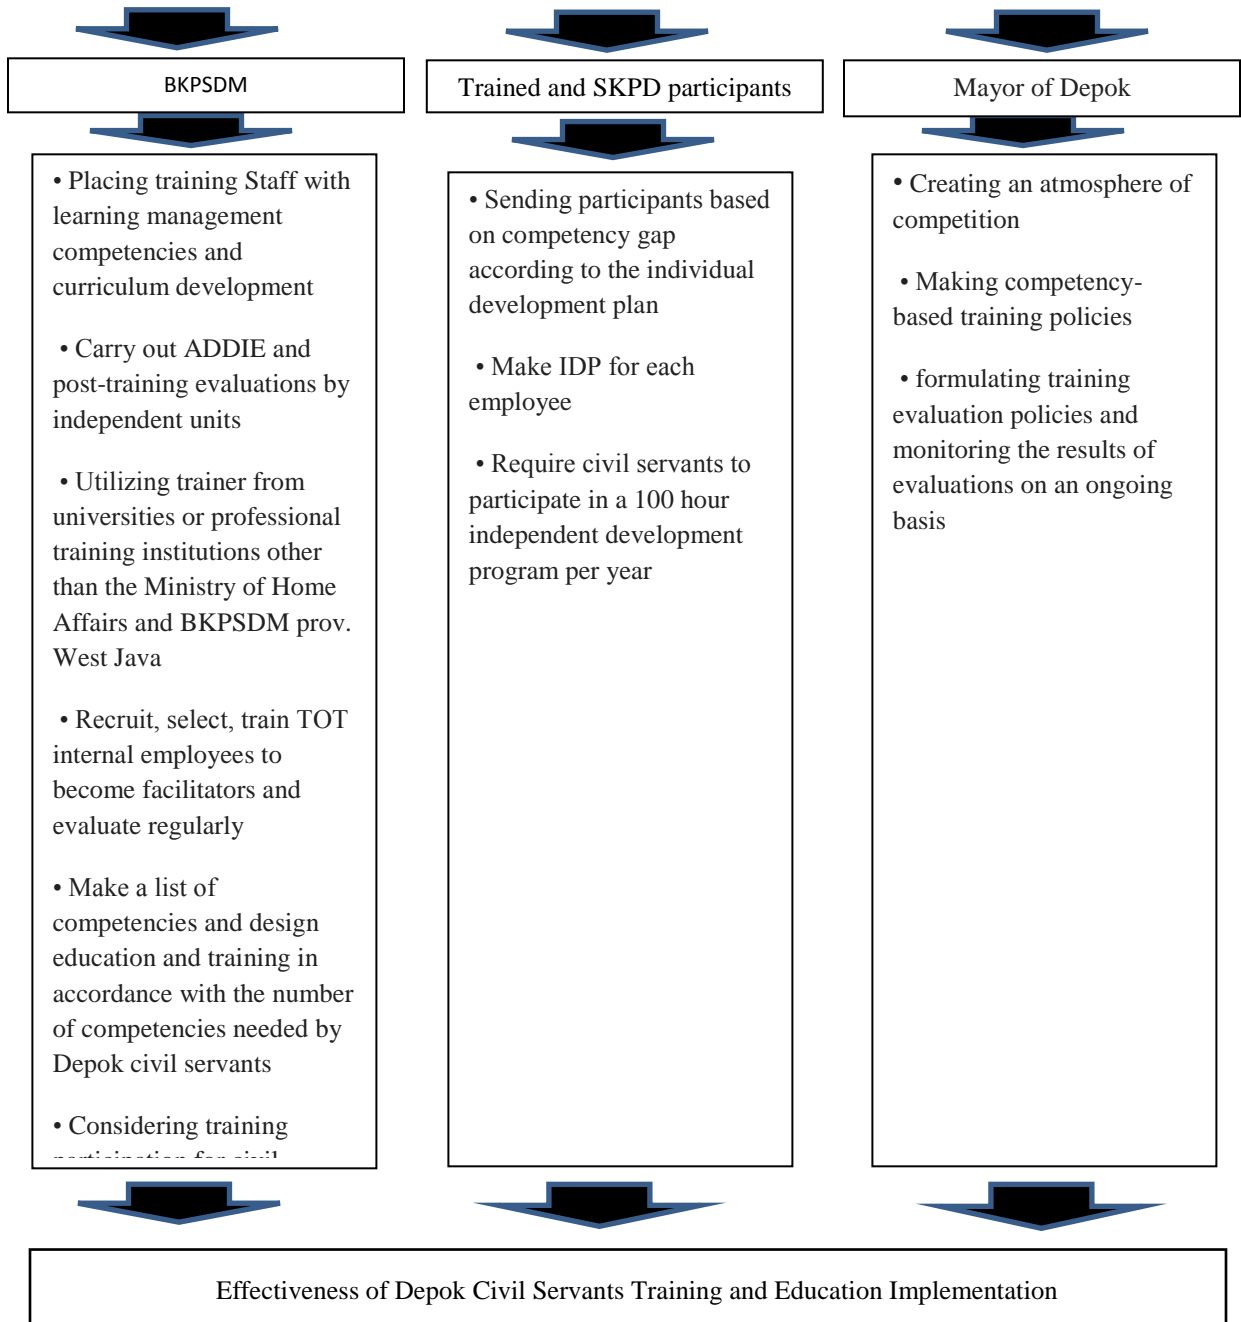 BKPSDM
• Placing training Staff with
learning management
competencies and
curriculum development
• Carry out ADDIE and
post-training evaluations by
independent units
• Utilizing trainer from
universities or professional
training institutions other
than the Ministry of Home
Affairs and BKPSDM prov.
West Java
• Recruit, select, train TOT
internal employees to
become facilitators and
evaluate regularly
• Make a list of
competencies and design
education and training in
accordance with the number
of competencies needed by
Depok civil servants
• Considering training
participation for civil
Trained and SKPD participants
• Sending participants based
on competency gap
according to the individual
development plan
• Make IDP for each
employee
• Require civil servants to
participate in a 100 hour
independent development
program per year
Mayor of Depok
• Creating an atmosphere of
competition
• Making competency-
based training policies
• formulating training
evaluation policies and
monitoring the results of
evaluations on an ongoing
basis
Effectiveness of Depok Civil Servants Training and Education Implementation